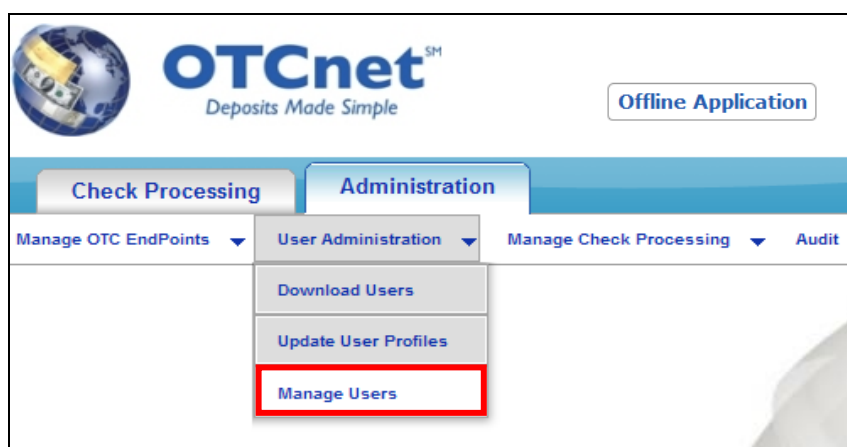 OTCnet℠
Deposits Made Simple
Offline Application
Check Processing
Administration
Manage OTC EndPoints
User Administration
Manage Check Processing
Audit
Download Users
Update User Profiles
Manage Users